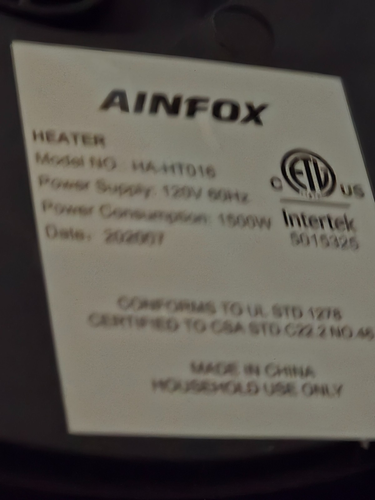 AINFOX
HEATER
Model NO.: HA-HT016
Power Supply: 120V 60Hz
Power Consumption: 1500W
Date: 202007
C ETL US
Intertek
5015325
CONFORMS TO UL STD 1278
CERTIFIED TO CSA STD C22.2 NO.46
MADE IN CHINA
HOUSEHOLD USE ONLY